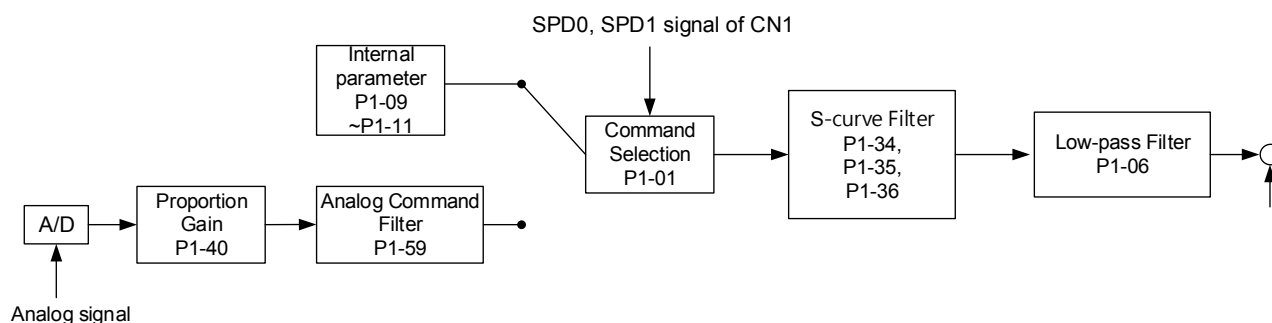 SPD0, SPD1 signal of CN1
Internal
parameter
P1-09
~P1-11
Command
Selection
P1-01
S-curve Filter
P1-34,
P1-35,
P1-36
Low-pass Filter
P1-06
A/D
Proportion
Gain
P1-40
Analog Command
Filter
P1-59
Analog signal